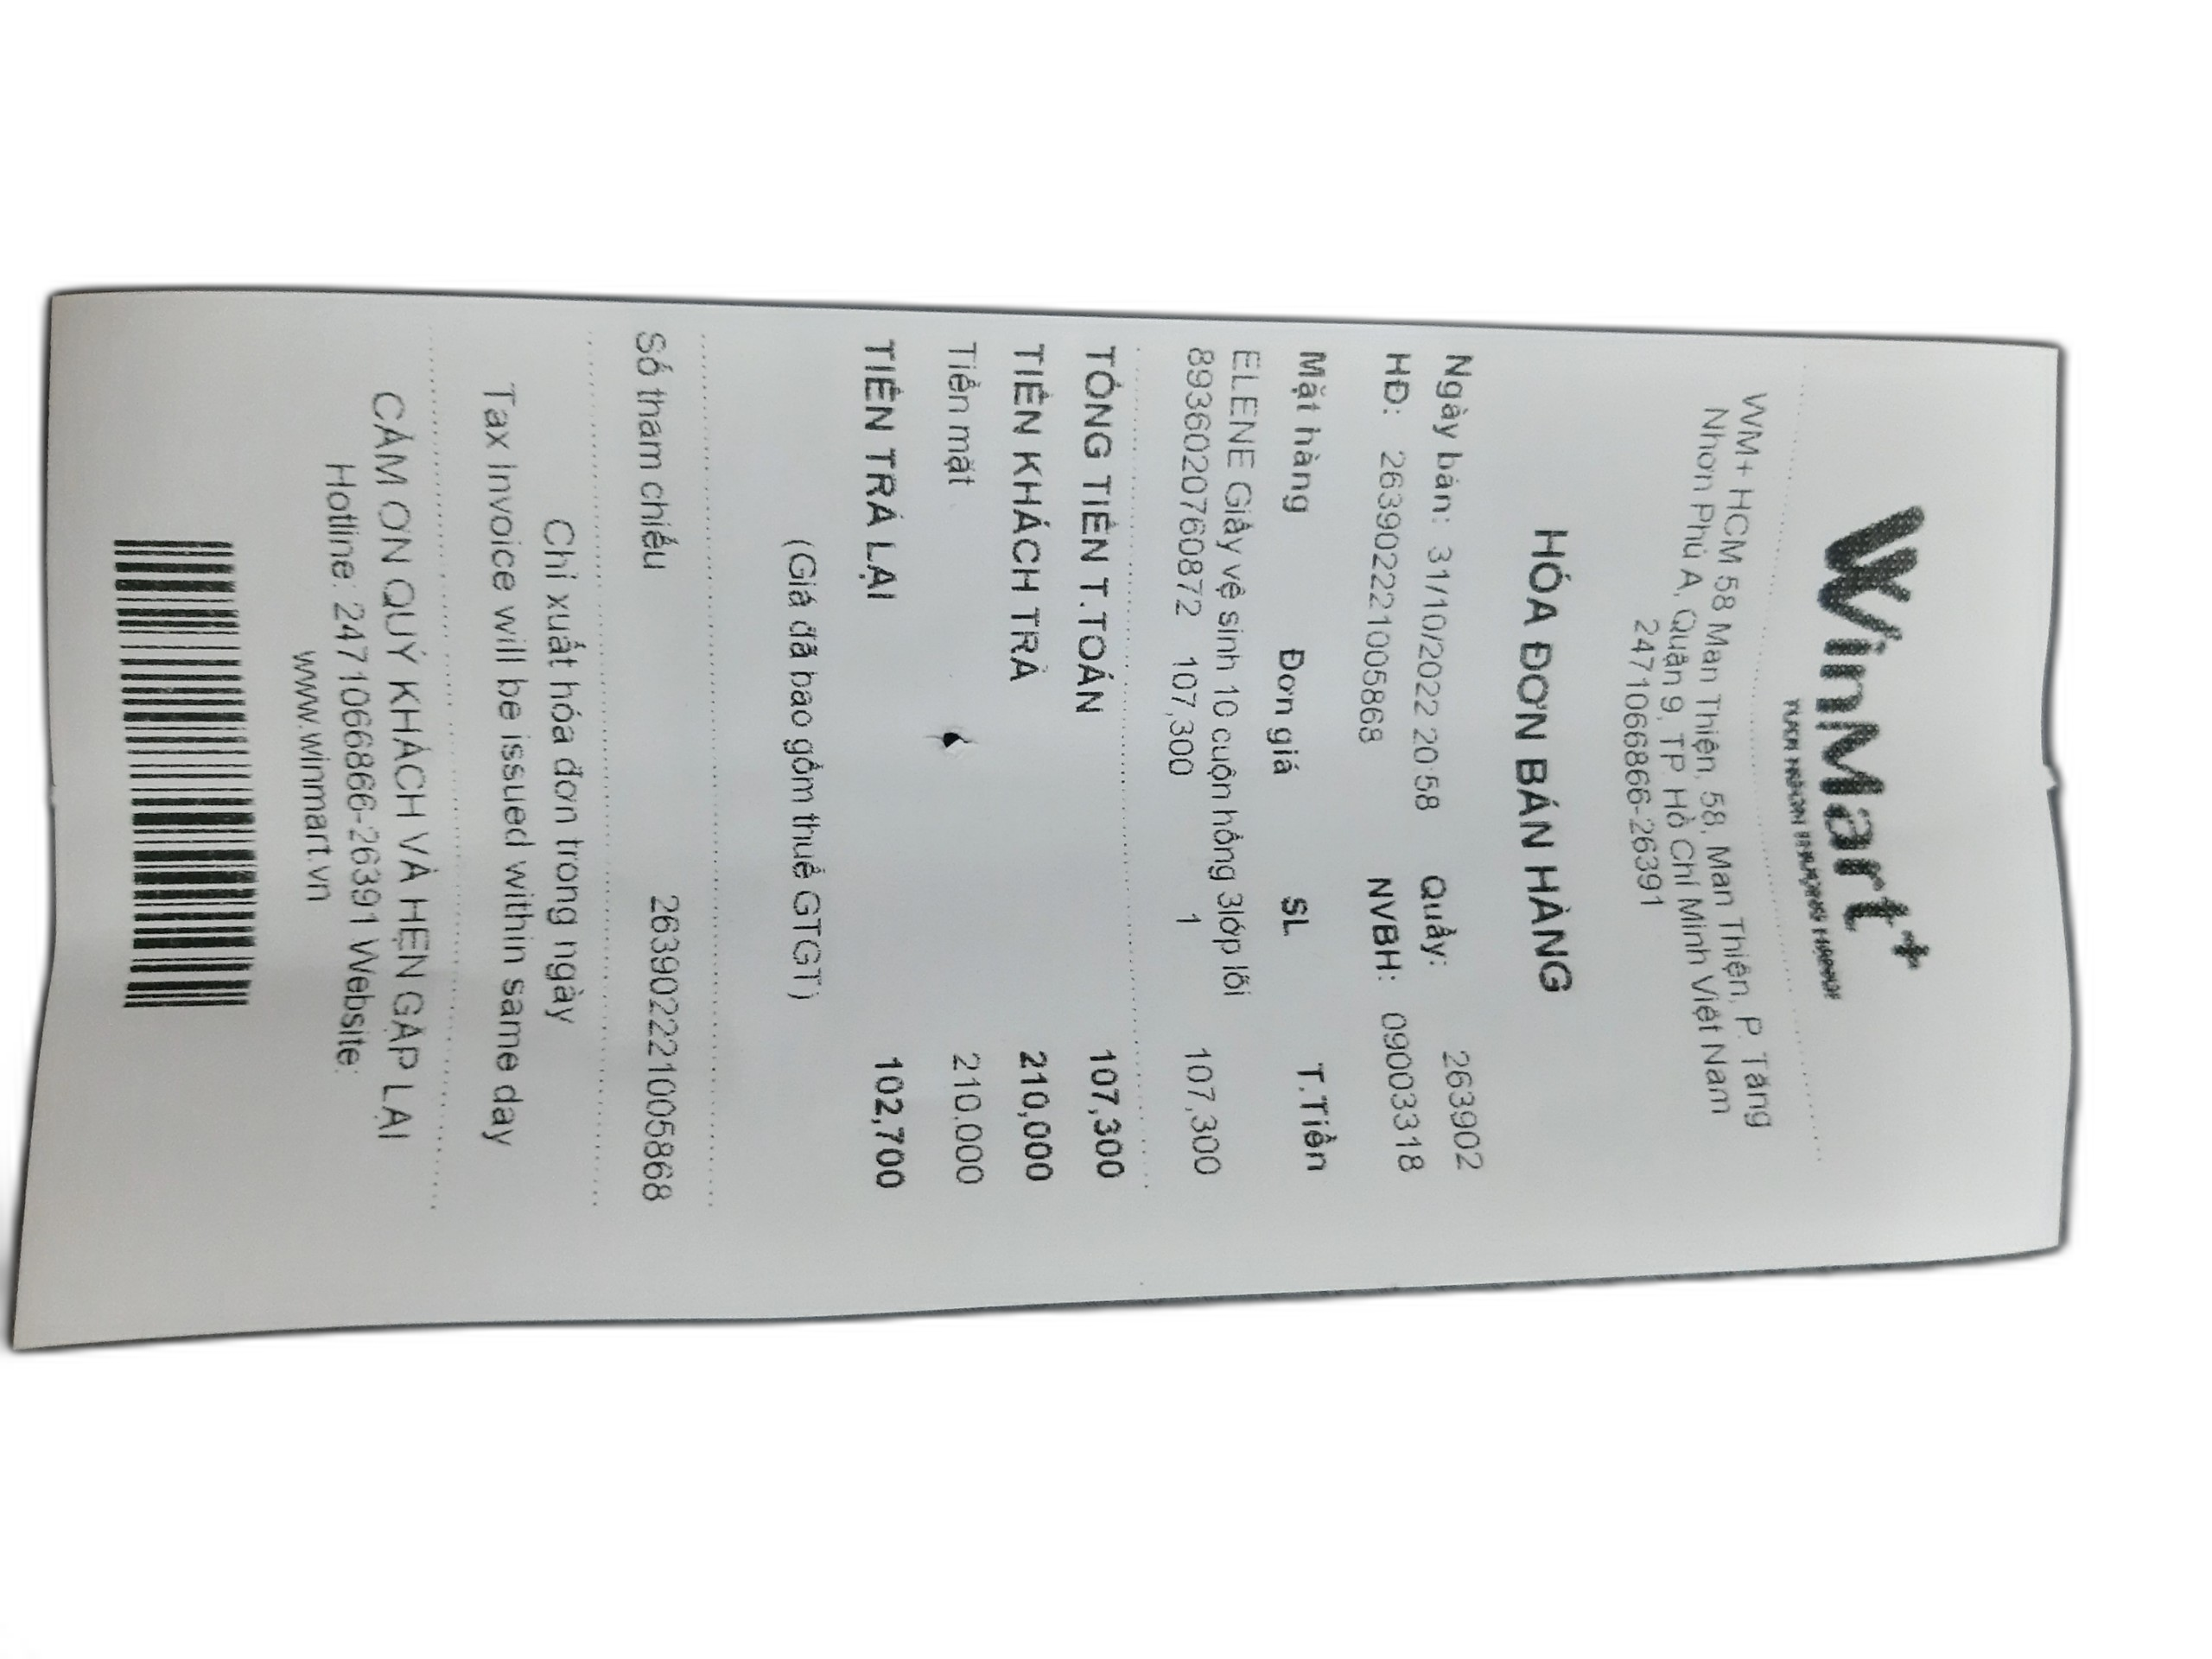 WinMart+
WM+ HCM 58 Man Thiện, 58, Man Thiện, P. Tăng
Nhơn Phú A, Quận 9, TP. Hồ Chí Minh Việt Nam
2471066866-26391
HÓA ĐƠN BÁN HÀNG
Ngày bán: 31/10/2022 20:58 Quầy: 263902
HĐ: 263902221005868 NVBH: 09003318
Mặt hàng Đơn giá SL T.Tiền
ELENE Giấy vệ sinh 10 cuộn hồng 3lớp lõi
8936020760872 107,300 1 107,300
TỔNG TIỀN T.TOÁN 107,300
TIỀN KHÁCH TRẢ 210,000
Tiền mặt 210.000
TIỀN TRẢ LẠI 102,700
(Giá đã bao gồm thuế GTGT)
Số tham chiếu 263902221005868
Chỉ xuất hóa đơn trong ngày
Tax Invoice will be issued within same day
CẢM ƠN QUÝ KHÁCH VÀ HẸN GẶP LẠI
Hotline: 2471066866-26391 Website:
www.winmart.vn